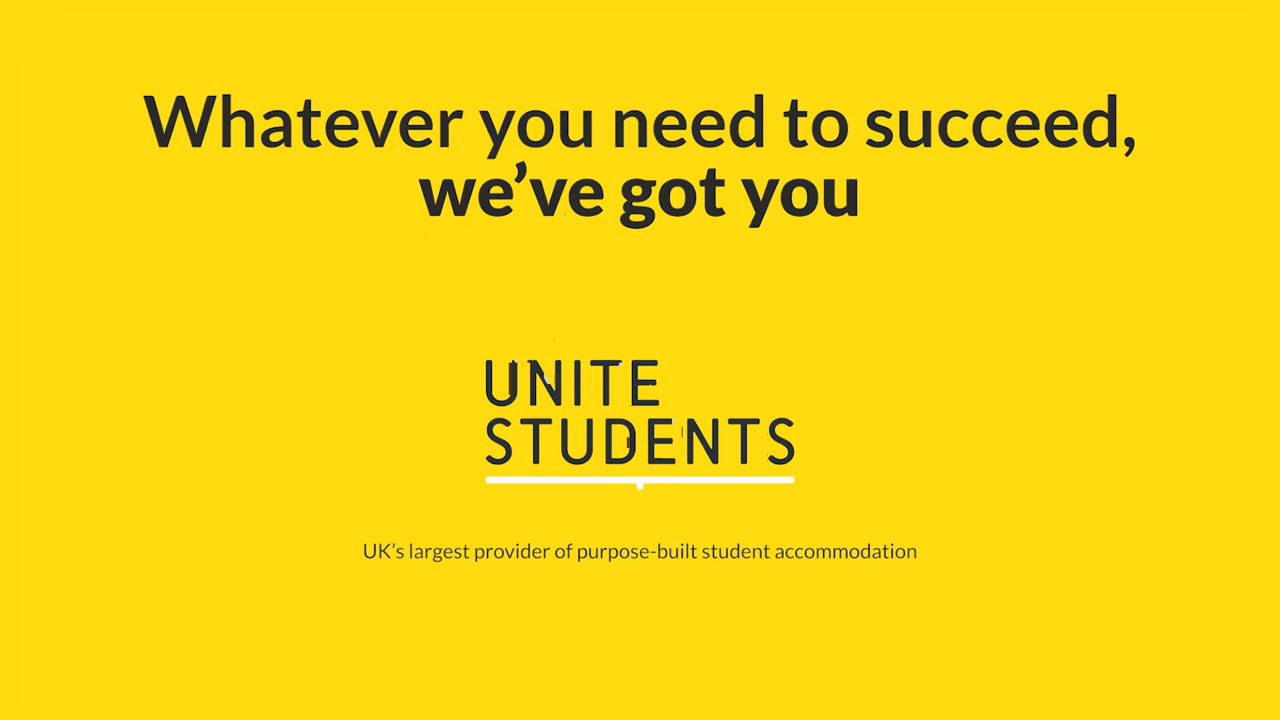 Whatever you need to succeed,
we’ve got you
UNITE
STUDENTS
UK’s largest provider of purpose-built student accommodation